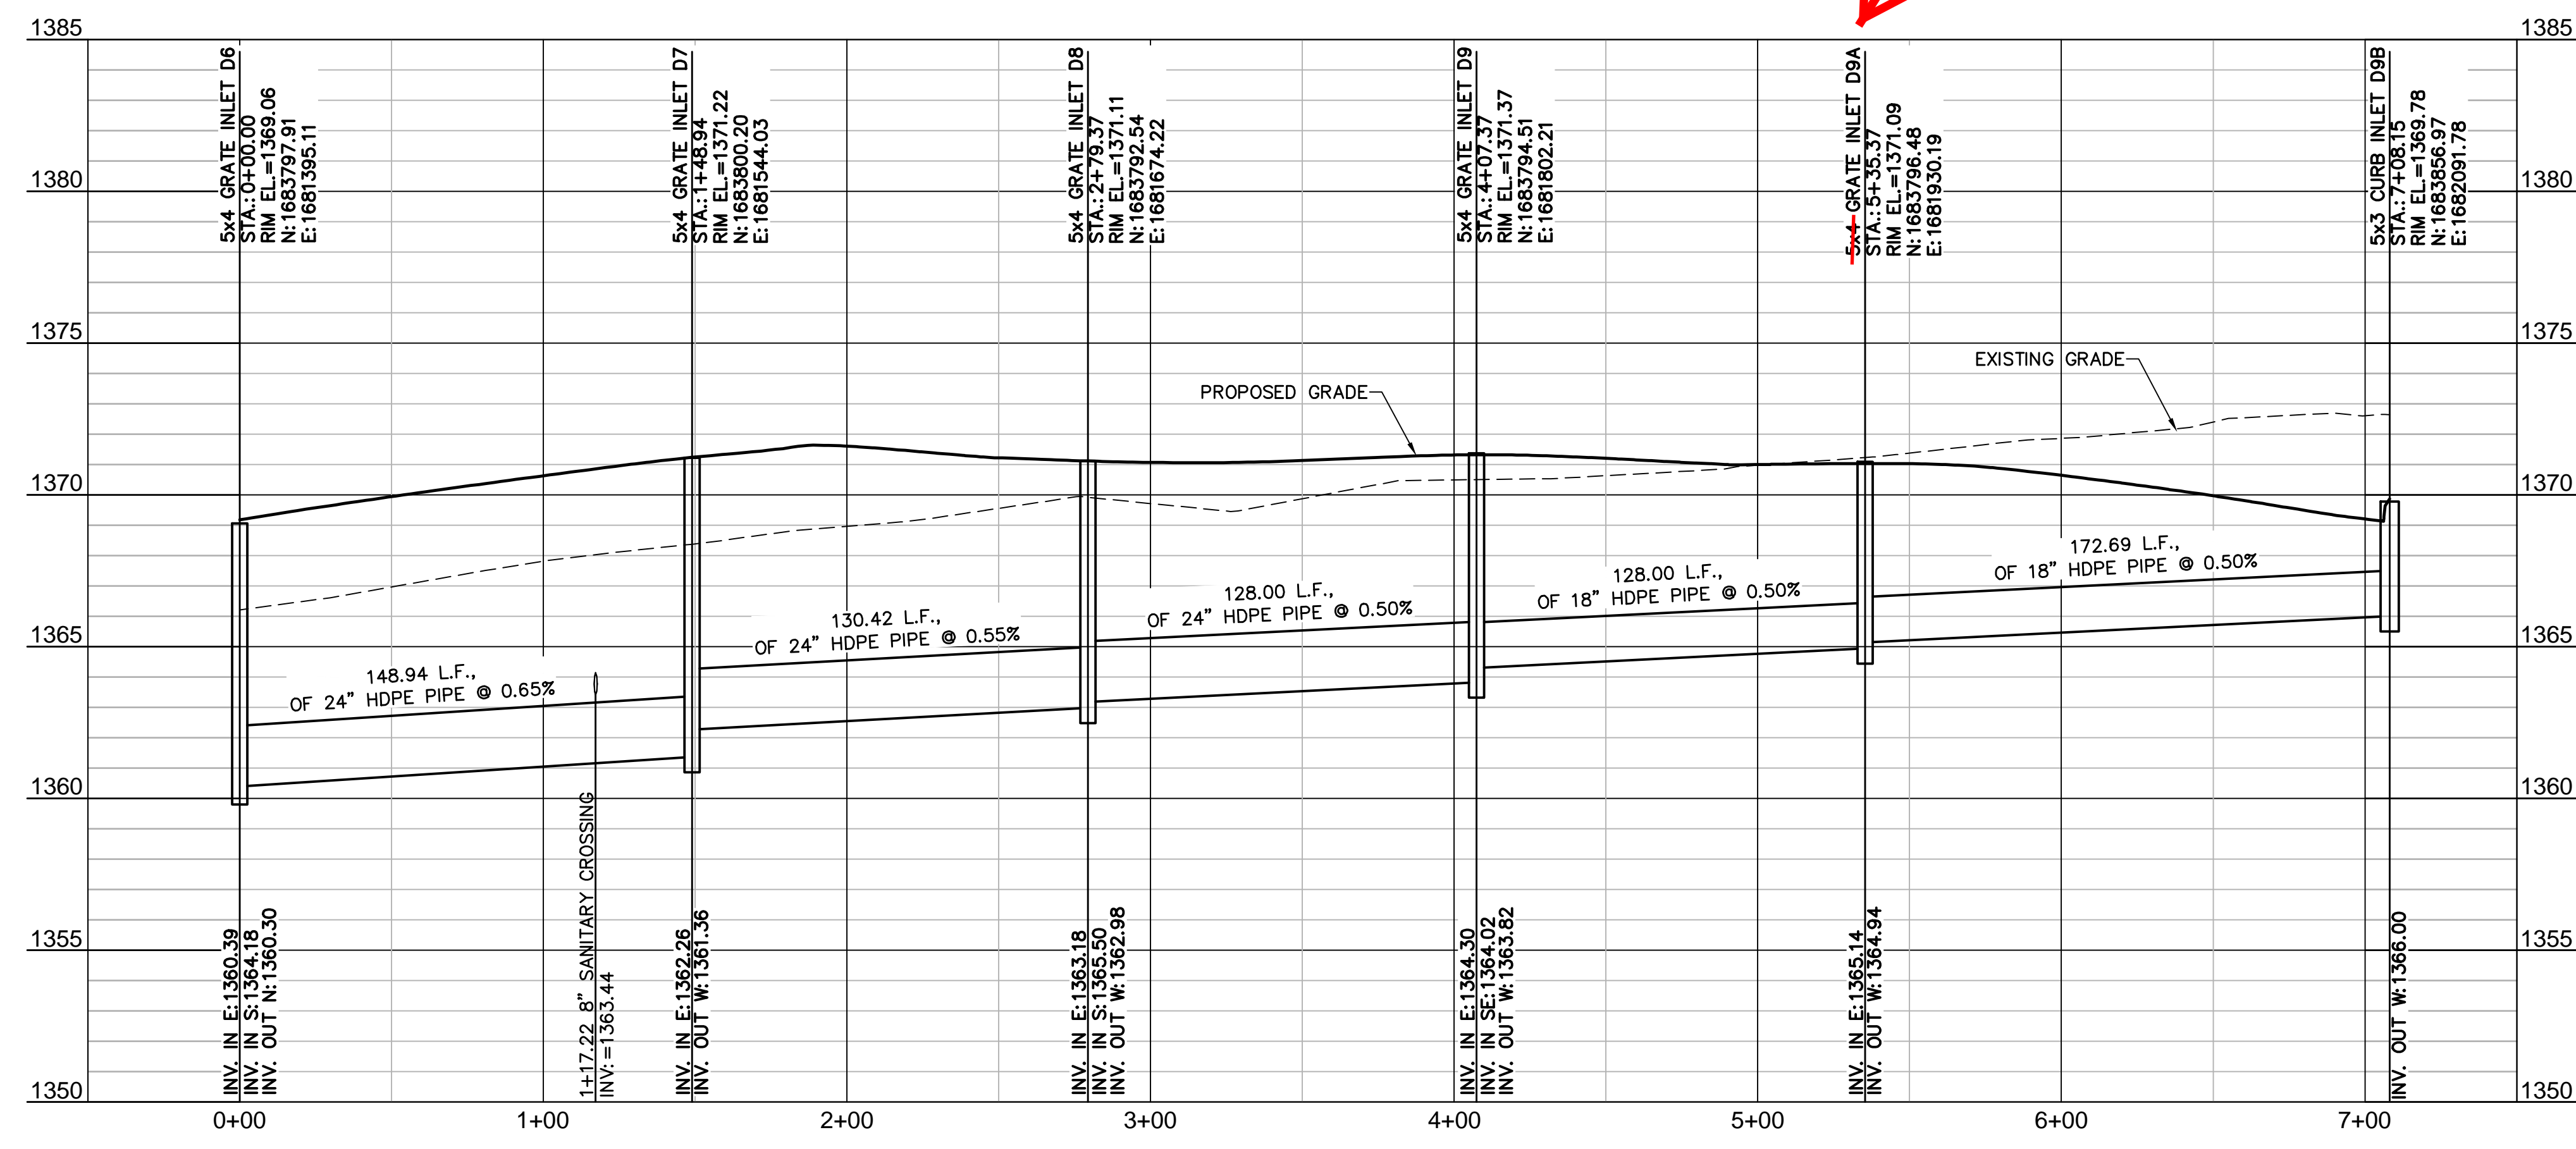 1385
1380
1375
1370
1365
1360
1355
1350
5x4 GRATE INLET D6
STA.: 0+00.00
RIM EL.=1369.06
N:1683797.91
E:1681395.11
5x4 GRATE INLET D7
STA.: 1+48.94
RIM EL.=1371.22
N:1683800.20
E:1681544.03
5x4 GRATE INLET D8
STA.: 2+79.37
RIM EL.=1371.11
N:1683792.54
E:1681674.22
5x4 GRATE INLET D9
STA.: 4+07.37
RIM EL.=1371.37
N:1683794.51
E:1681802.21
5x4 GRATE INLET D9A
STA.: 5+35.37
RIM EL.=1371.09
N:1683796.48
E:1681930.19
5x3 CURB INLET D9B
STA.: 7+08.15
RIM EL.=1369.78
N:1683856.97
E:1682091.78
PROPOSED GRADE
EXISTING GRADE
148.94 L.F.,
OF 24" HDPE PIPE @ 0.65%
130.42 L.F.,
OF 24" HDPE PIPE @ 0.55%
128.00 L.F.,
OF 24" HDPE PIPE @ 0.50%
128.00 L.F.,
OF 18" HDPE PIPE @ 0.50%
172.69 L.F.,
OF 18" HDPE PIPE @ 0.50%
INV. IN E:1360.39
INV. IN S:1364.18
INV. OUT N:1360.30
1+17.22 8" SANITARY CROSSING
INV:=1363.44
INV. IN E:1362.26
INV. OUT W:1361.36
INV. IN E:1363.18
INV. IN S:1365.50
INV. OUT W:1362.98
INV. IN E:1364.30
INV. IN SE:1364.02
INV. OUT W:1363.82
INV. IN E:1365.14
INV. OUT W:1364.94
INV. OUT W:1366.00
1385
1380
1375
1370
1365
1360
1355
1350
0+00
1+00
2+00
3+00
4+00
5+00
6+00
7+00